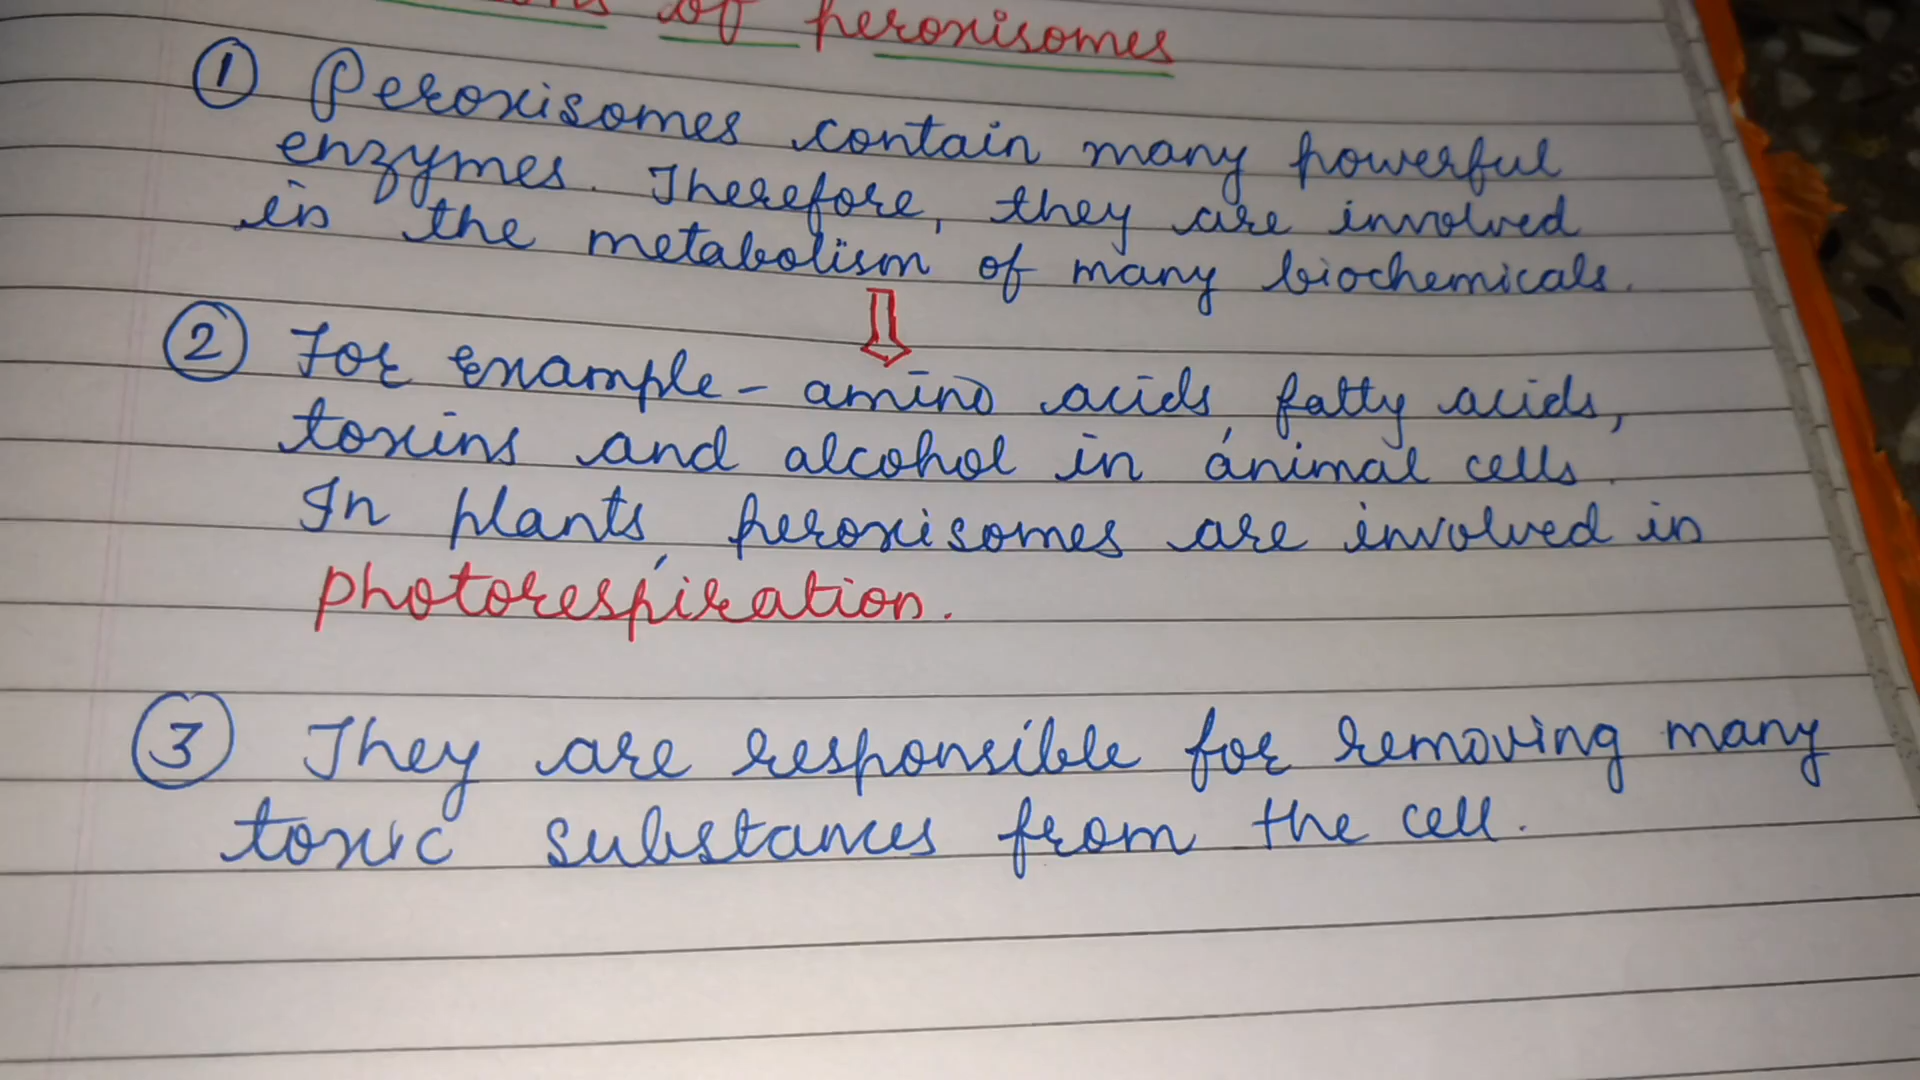 of peroxisomes
① Peroxisomes contain many powerful
enzymes. Therefore, they are involved
in the metabolism of many biochemicals.
② For example - amino acids, fatty acids,
toxins and alcohol in animal cells.
In plants, peroxisomes are involved in
photorespiration.
③ They are responsible for removing many
toxic substances from the cell.